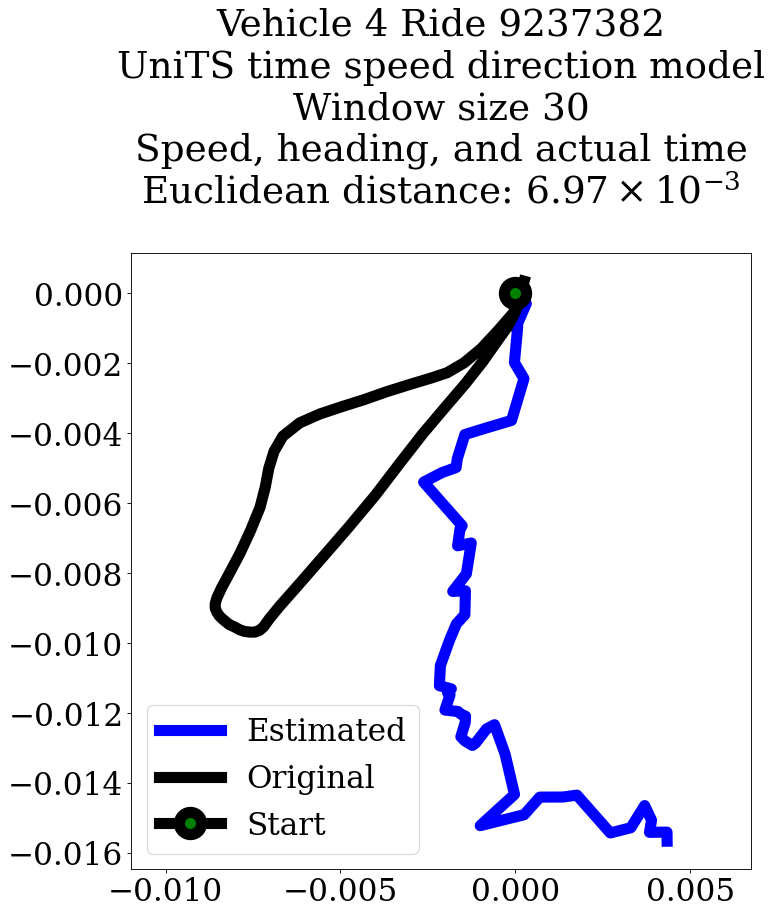 Vehicle 4 Ride 9237382
UniTS time speed direction model
Window size 30
Speed, heading, and actual time
Euclidean distance: 6.97 × 10⁻³
0.000
−0.002
−0.004
−0.006
−0.008
−0.010
−0.012
−0.014
−0.016
Estimated
Original
Start
−0.010 −0.005 0.000 0.005